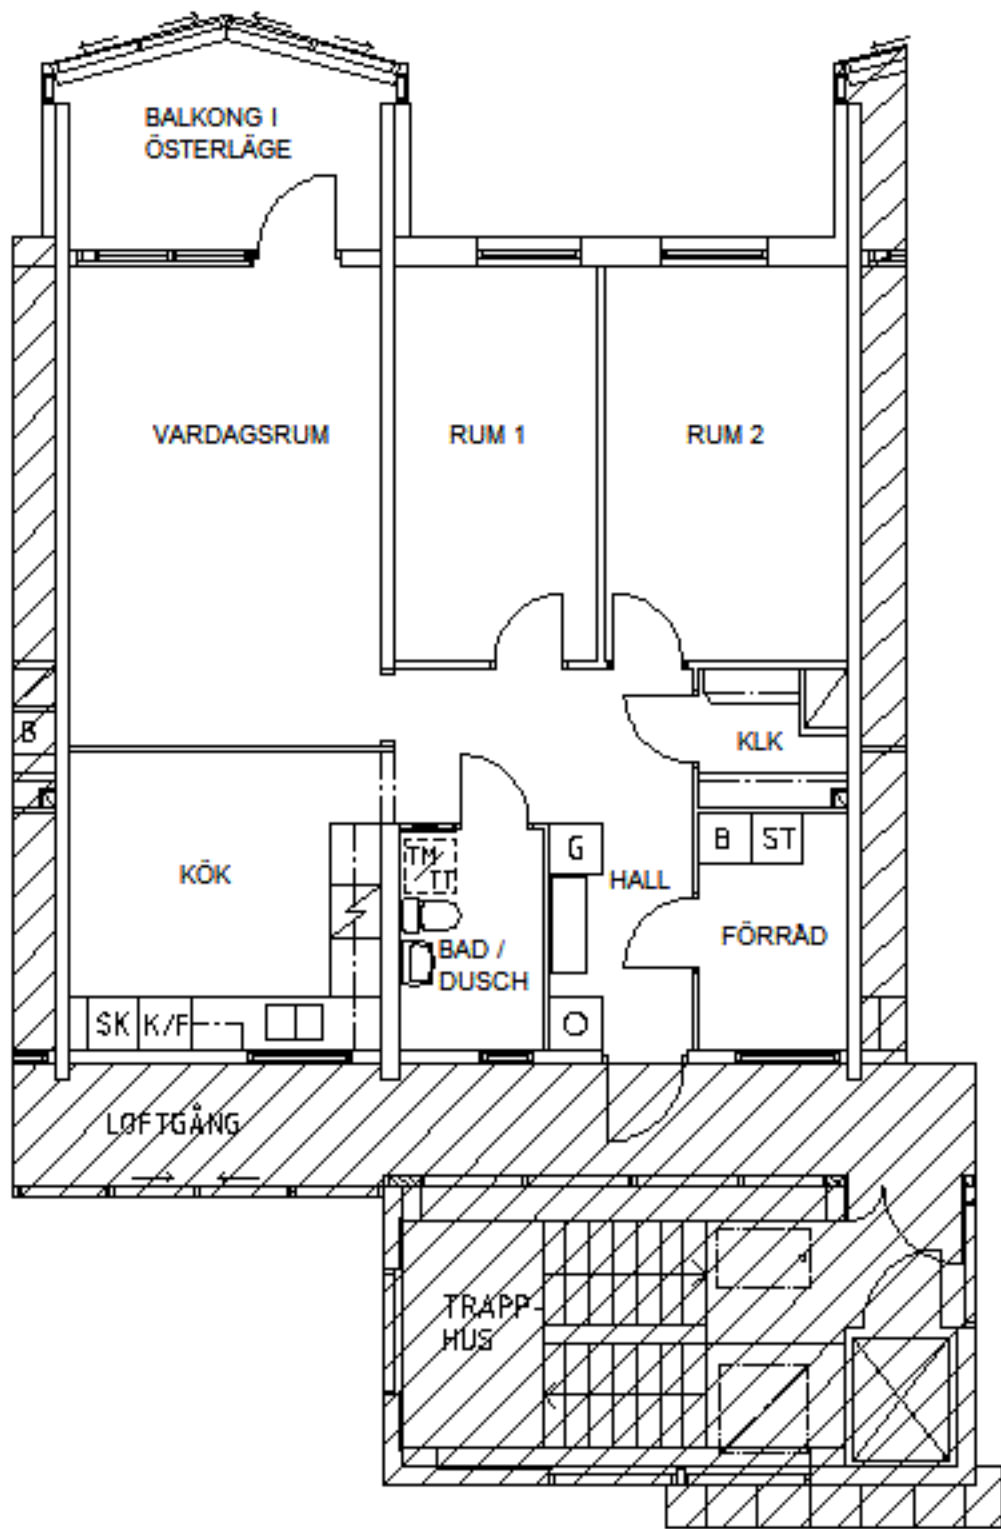 BALKONG I
ÖSTERLÄGE
VARDAGSRUM
RUM 1
RUM 2
B
KLK
KÖK
TM
TT
G
HALL
B
ST
FÖRRÅD
BAD /
DUSCH
SK
K/F
LOFTGÅNG
TRAPP-
HUS